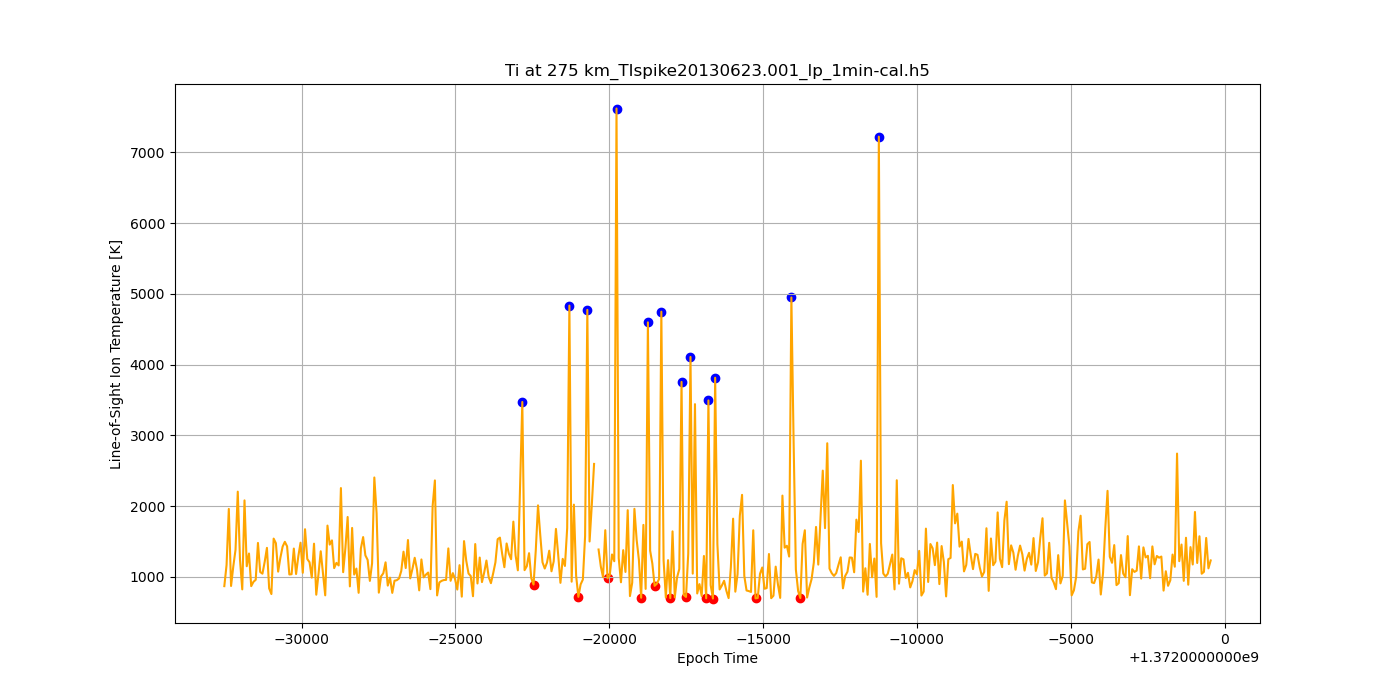 Ti at 275 km_TIspike20130623.001_lp_1min-cal.h5
Line-of-Sight Ion Temperature [K]
7000
6000
5000
4000
3000
2000
1000
−30000 −25000 −20000 −15000 −10000 −5000 0
Epoch Time
+1.3720000000e9